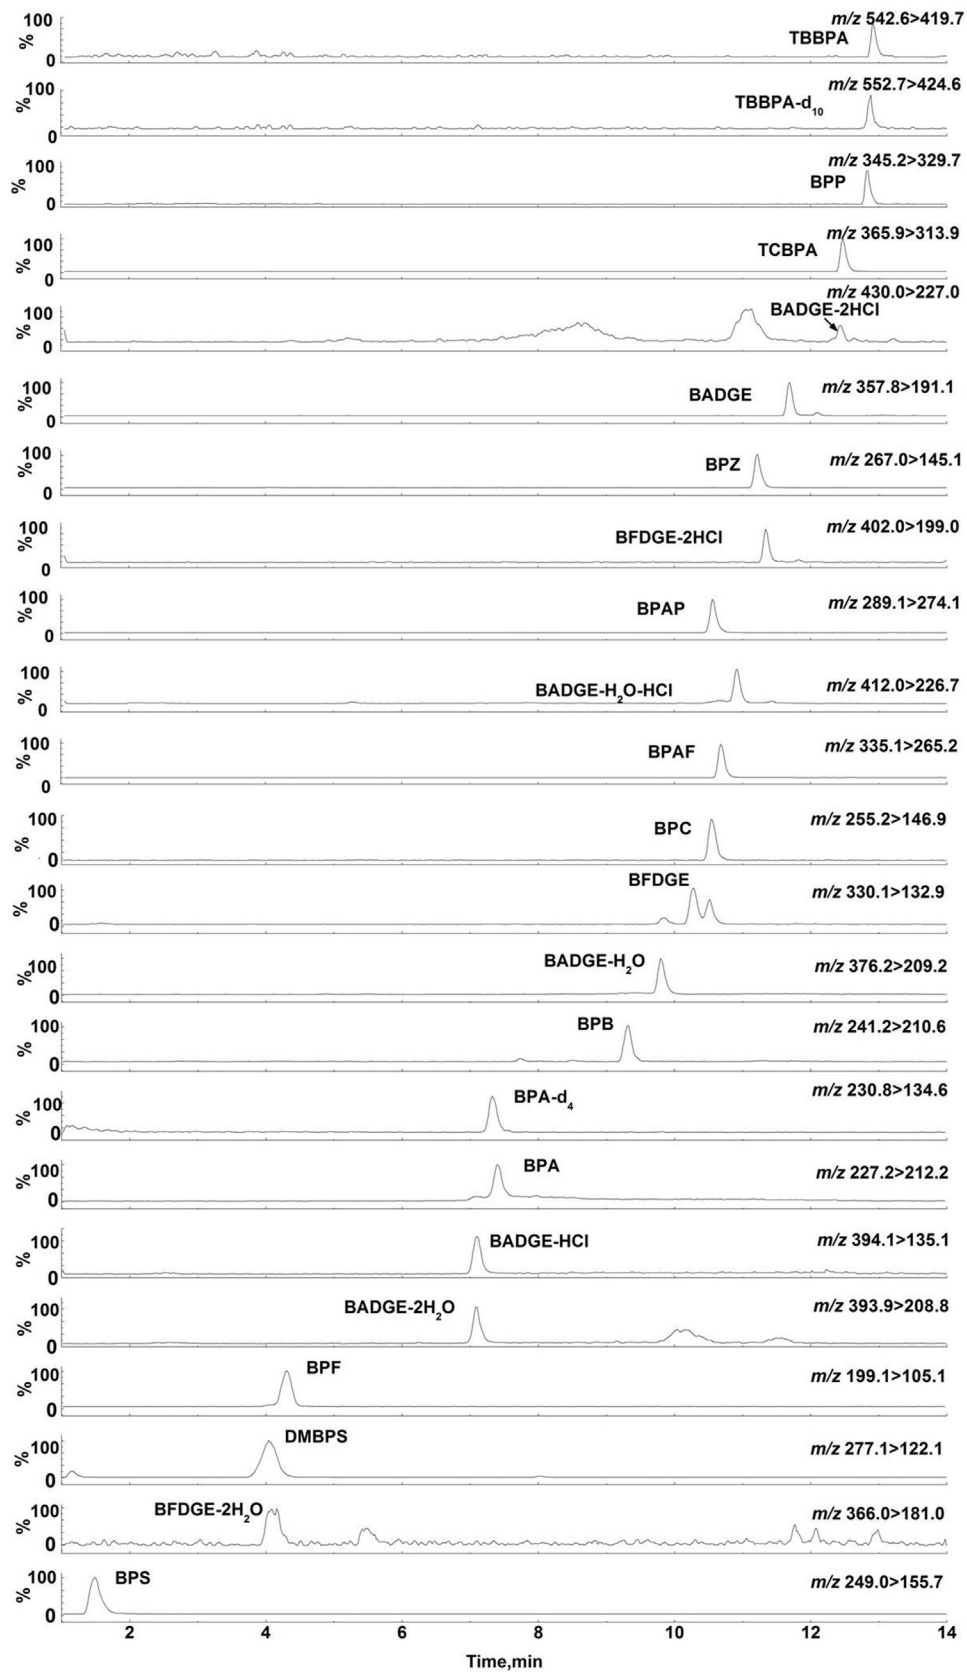 m/z 542.6>419.7
TBBPA
100
%
0
m/z 552.7>424.6
TBBPA-d10
100
%
0
m/z 345.2>329.7
BPP
100
%
0
m/z 365.9>313.9
TCBPA
100
%
0
m/z 430.0>227.0
BADGE-2HCl
100
%
0
m/z 357.8>191.1
BADGE
100
%
0
m/z 267.0>145.1
BPZ
100
%
0
m/z 402.0>199.0
BFDGE-2HCl
100
%
0
m/z 289.1>274.1
BPAP
100
%
0
m/z 412.0>226.7
BADGE-H2O-HCl
100
%
0
m/z 335.1>265.2
BPAF
100
%
0
m/z 255.2>146.9
BPC
100
%
0
m/z 330.1>132.9
BFDGE
100
%
0
m/z 376.2>209.2
BADGE-H2O
100
%
0
m/z 241.2>210.6
BPB
100
%
0
m/z 230.8>134.6
BPA-d4
100
%
0
m/z 227.2>212.2
BPA
100
%
0
m/z 394.1>135.1
BADGE-HCl
100
%
0
m/z 393.9>208.8
BADGE-2H2O
100
%
0
m/z 199.1>105.1
BPF
100
%
0
m/z 277.1>122.1
DMBPS
100
%
0
m/z 366.0>181.0
BFDGE-2H2O
100
%
0
m/z 249.0>155.7
BPS
100
%
0
2 4 6 8 10 12 14
Time,min